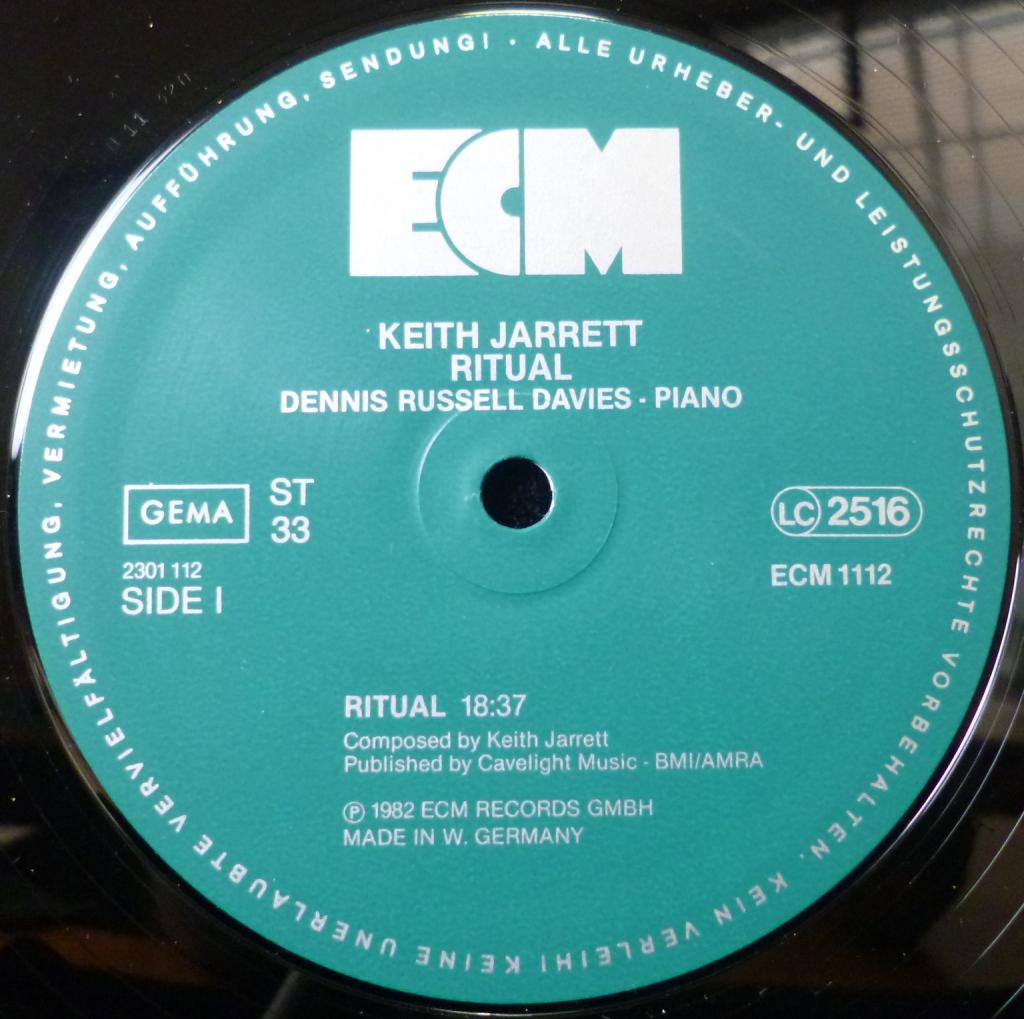 ALLE URHEBER- UND LEISTUNGSSCHUTZRECHTE VORBEHALTEN. KEIN VERLEIH! KEINE UNERLAUBTE VERVIELFÄLTIGUNG, VERMIETUNG, AUFFÜHRUNG, SENDUNG! ·
ECM
KEITH JARRETT
RITUAL
DENNIS RUSSELL DAVIES · PIANO
GEMA
ST
33
LC 2516
2301 112
SIDE I
ECM 1112
RITUAL 18:37
Composed by Keith Jarrett
Published by Cavelight Music - BMI/AMRA
Ⓟ 1982 ECM RECORDS GMBH
MADE IN W. GERMANY